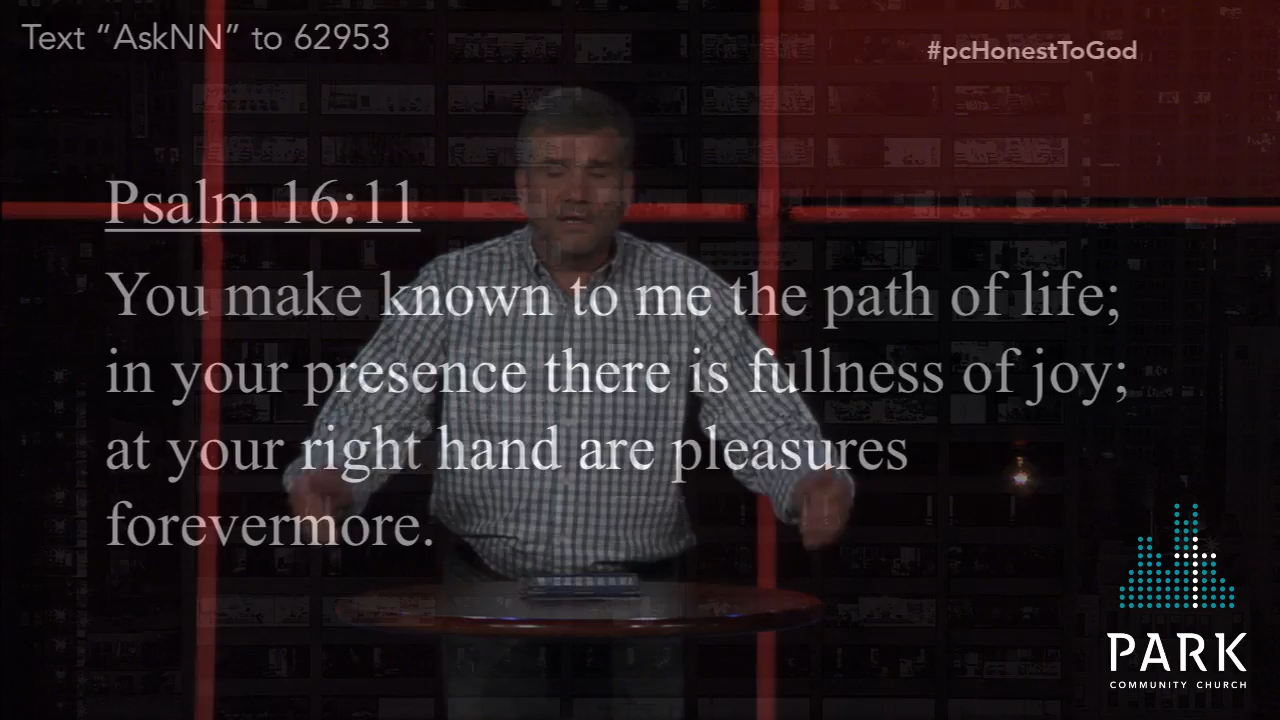 Text “AskNN” to 62953
#pcHonestToGod
Psalm 16:11
You make known to me the path of life;
in your presence there is fullness of joy;
at your right hand are pleasures
forevermore.
PARK
COMMUNITY CHURCH